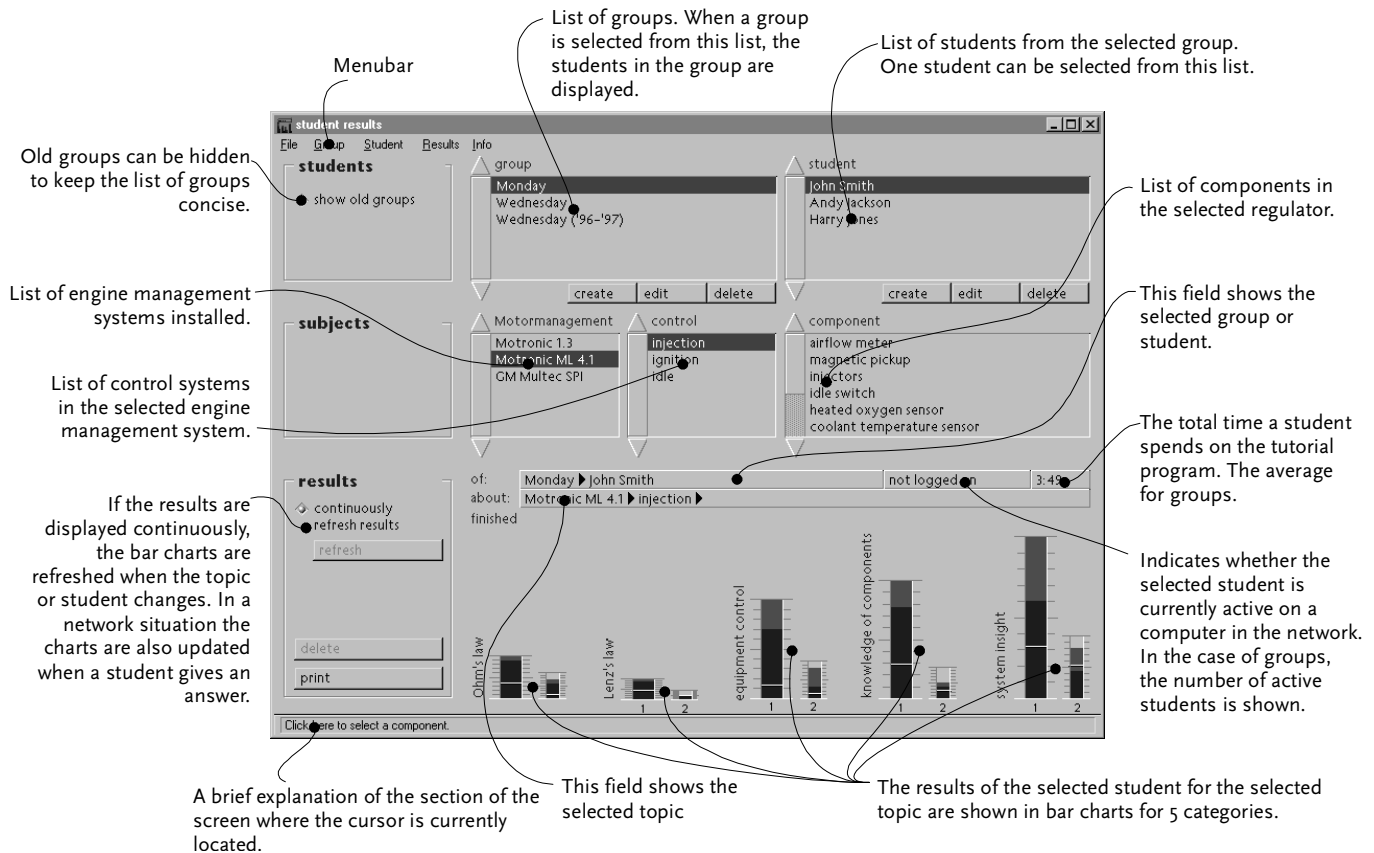 List of groups. When a group
is selected from this list, the
students in the group are
displayed.
List of students from the selected group.
One student can be selected from this list.
Menubar
student results
File Group Student Results Info
Old groups can be hidden
to keep the list of groups
concise.
students
show old groups
group
Monday
Wednesday
Wednesday ('96-'97)
create edit delete
student
John Smith
Andy Jackson
Harry Jones
create edit delete
List of components in
the selected regulator.
List of engine management
systems installed.
List of control systems
in the selected engine
management system.
subjects
Motormanagement
Motronic 1.3
Motronic ML 4.1
GM Multec SPI
control
injection
ignition
idle
component
airflow meter
magnetic pickup
injectors
idle switch
heated oxygen sensor
coolant temperature sensor
This field shows the
selected group or
student.
The total time a student
spends on the tutorial
program. The average
for groups.
If the results are
displayed continuously,
the bar charts are
refreshed when the topic
or student changes. In a
network situation the
charts are also updated
when a student gives an
answer.
results
continuously
refresh results
refresh
delete
print
of: Monday John Smith not logged on 3:49
about: Motronic ML 4.1 injection
finished
Ohm's law
Lenz's law
1 2
equipment control
1 2
knowledge of components
1 2
system insight
1 2
Indicates whether the
selected student is
currently active on a
computer in the network.
In the case of groups,
the number of active
students is shown.
Click here to select a component.
A brief explanation of the section of the
screen where the cursor is currently
located.
This field shows the
selected topic
The results of the selected student for the selected
topic are shown in bar charts for 5 categories.